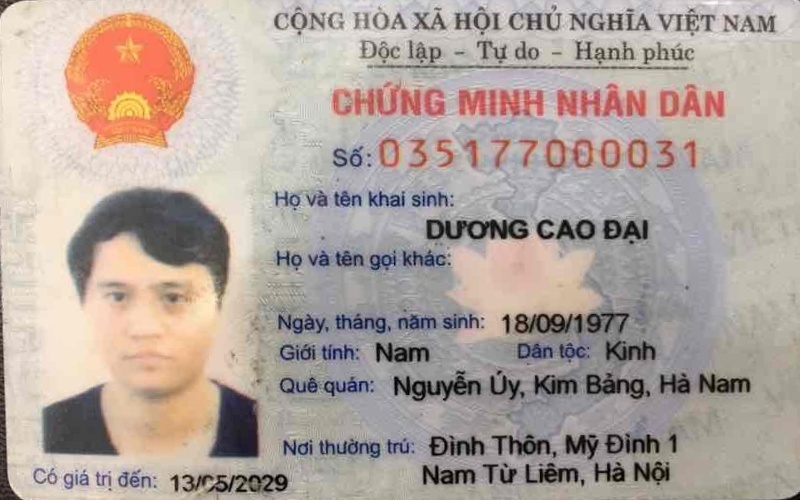 CỘNG HÒA XÃ HỘI CHỦ NGHĨA VIỆT NAM
Độc lập - Tự do - Hạnh phúc
CHỨNG MINH NHÂN DÂN
Số: 035177000031
Họ và tên khai sinh:
DƯƠNG CAO ĐẠI
Họ và tên gọi khác:
Ngày, tháng, năm sinh: 18/09/1977
Giới tính: Nam Dân tộc: Kinh
Quê quán: Nguyễn Úy, Kim Bảng, Hà Nam
Nơi thường trú: Đình Thôn, Mỹ Đình 1
Nam Từ Liêm, Hà Nội
Có giá trị đến: 13/05/2029